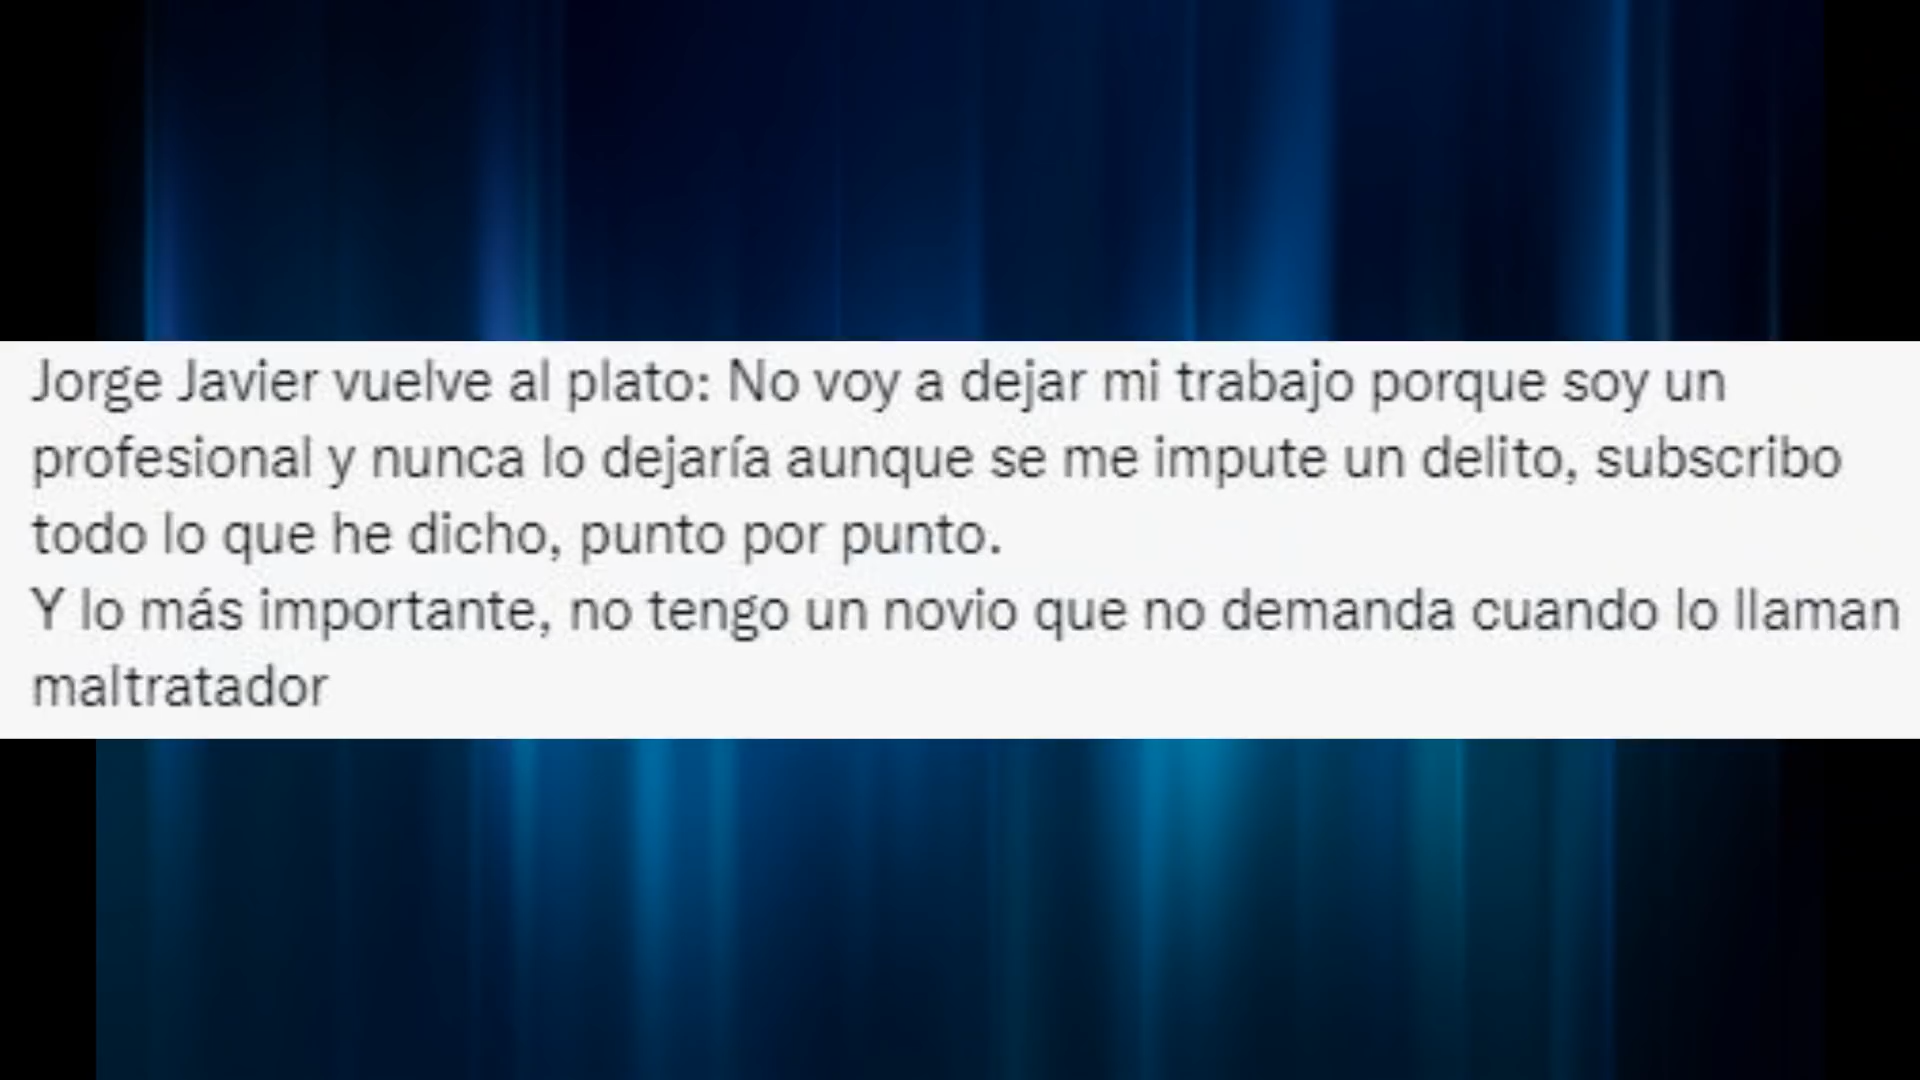 Jorge Javier vuelve al plato: No voy a dejar mi trabajo porque soy un
profesional y nunca lo dejaría aunque se me impute un delito, subscribo
todo lo que he dicho, punto por punto.
Y lo más importante, no tengo un novio que no demanda cuando lo llaman
maltratador